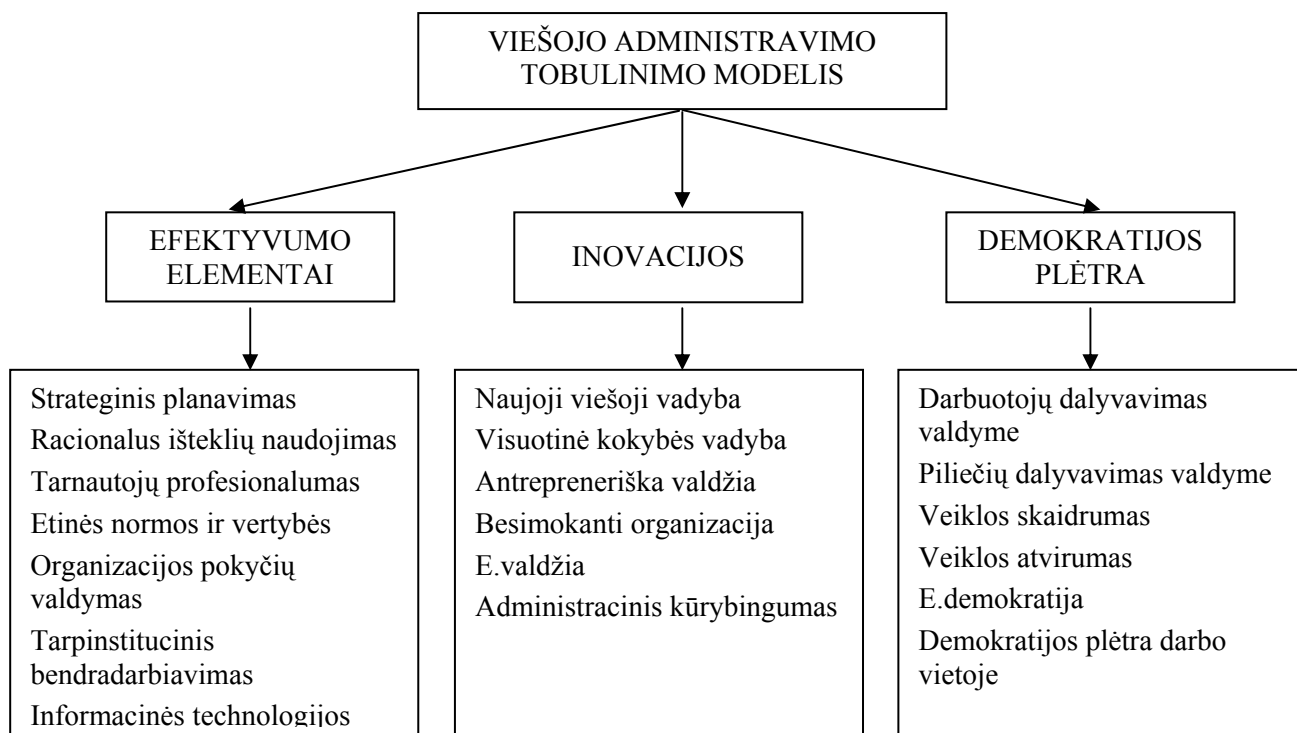 VIEŠOJO ADMINISTRAVIMO
TOBULINIMO MODELIS
EFEKTYVUMO
ELEMENTAI
INOVACIJOS
DEMOKRATIJOS
PLĖTRA
Strateginis planavimas
Racionalus išteklių naudojimas
Tarnautojų profesionalumas
Etinės normos ir vertybės
Organizacijos pokyčių
valdymas
Tarpinstitucinis
bendradarbiavimas
Informacinės technologijos
Naujoji viešoji vadyba
Visuotinė kokybės vadyba
Antrepreneriška valdžia
Besimokanti organizacija
E.valdžia
Administracinis kūrybingumas
Darbuotojų dalyvavimas
valdyme
Piliečių dalyvavimas valdyme
Veiklos skaidrumas
Veiklos atvirumas
E.demokratija
Demokratijos plėtra darbo
vietoje